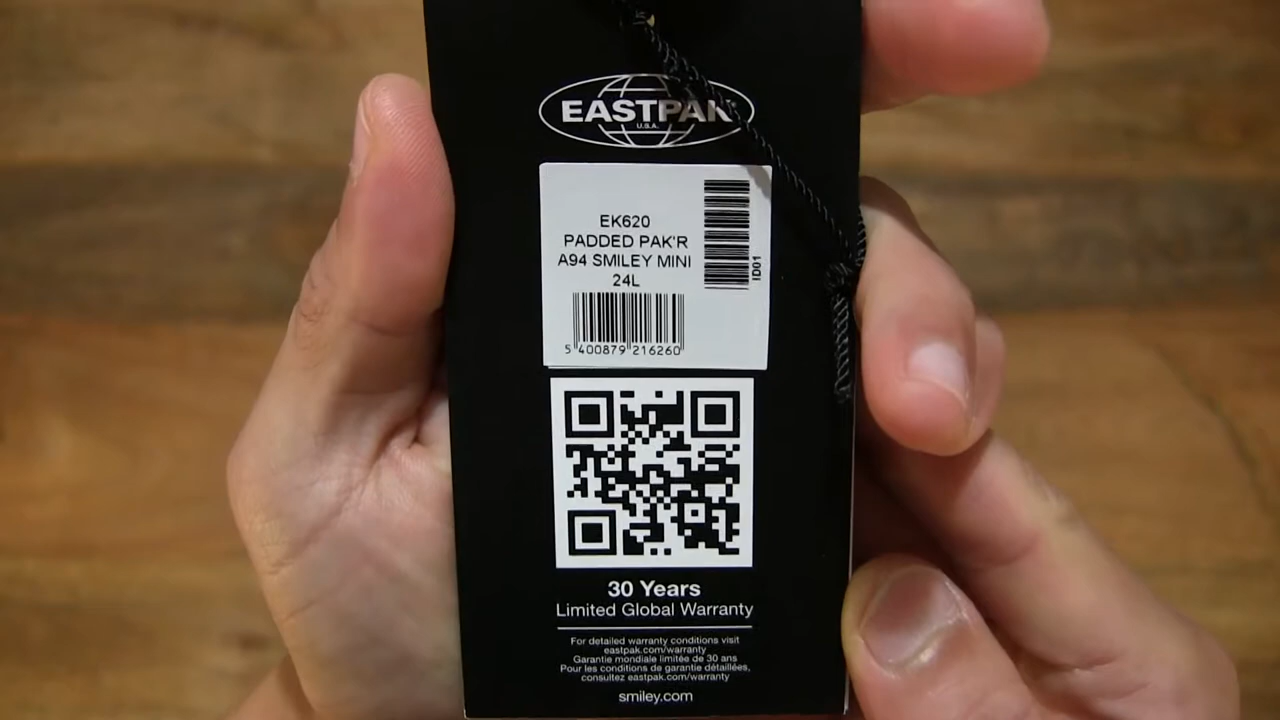 EASTPAK
U.S.A.
EK620
PADDED PAK'R
A94 SMILEY MINI
24L
ID01
5 400879 216260
30 Years
Limited Global Warranty
For detailed warranty conditions visit
eastpak.com/warranty
Garantie mondiale limitée de 30 ans
Pour les conditions de garantie détaillées,
consultez eastpak.com/warranty
smiley.com